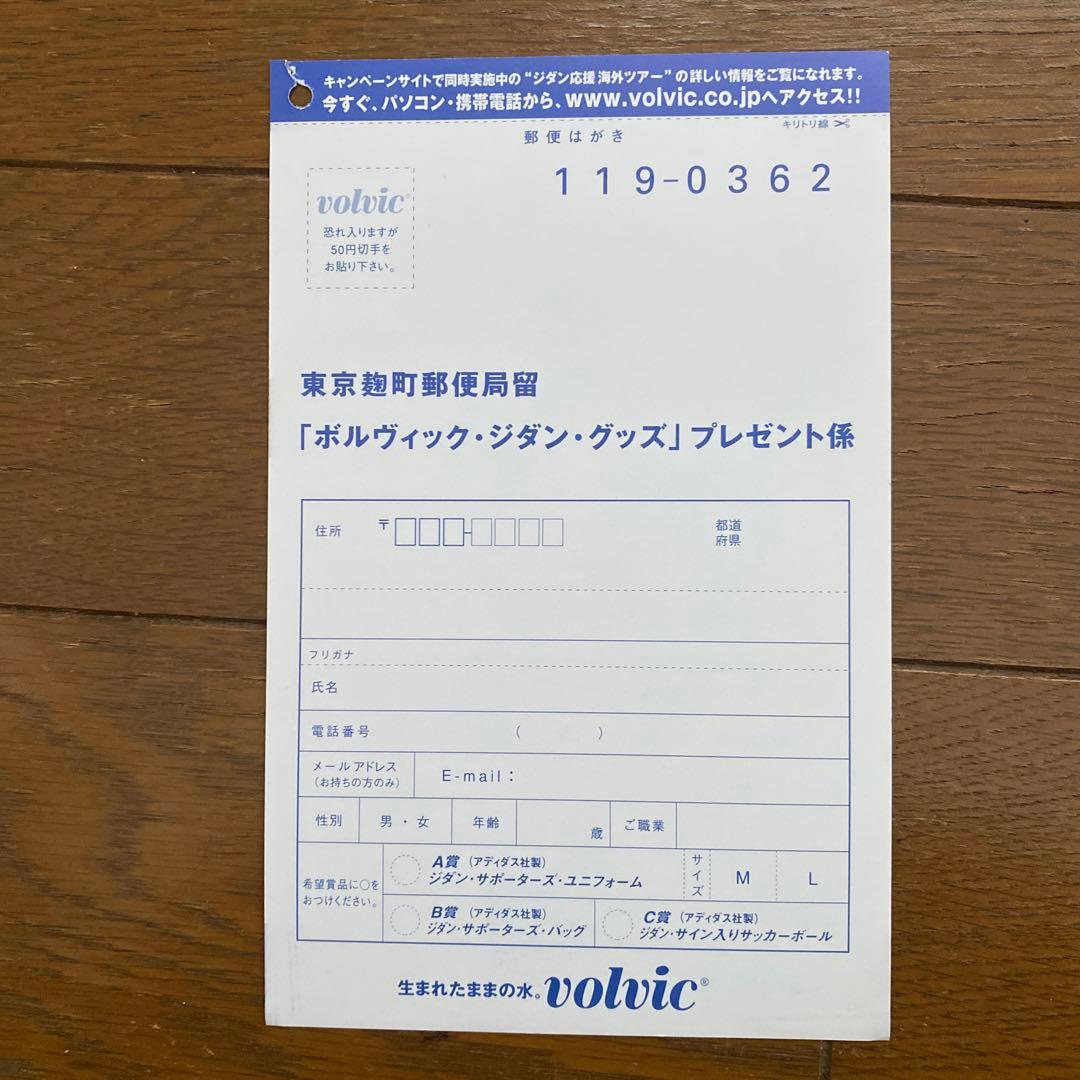 キャンペーンサイトで同時実施中の“ジダン応援 海外ツアー”の詳しい情報をご覧になれます。
今すぐ、パソコン・携帯電話から、www.volvic.co.jpへアクセス!!
キリトリ線
郵便はがき
119-0362
volvic®
恐れ入りますが
50円切手を
お貼り下さい。
東京麹町郵便局留
「ボルヴィック・ジダン・グッズ」プレゼント係
住所 〒 - 都道
府県
フリガナ
氏名
電話番号 ( )
メールアドレス
(お持ちの方のみ) E-mail:
性別 男・女 年齢 歳 ご職業
希望賞品に○を
おつけください。
A賞(アディダス社製)
ジダン・サポーターズ・ユニフォーム
サイズ M L
B賞(アディダス社製)
ジダン・サポーターズ・バッグ
C賞(アディダス社製)
ジダン・サイン入りサッカーボール
生まれたままの水。volvic®